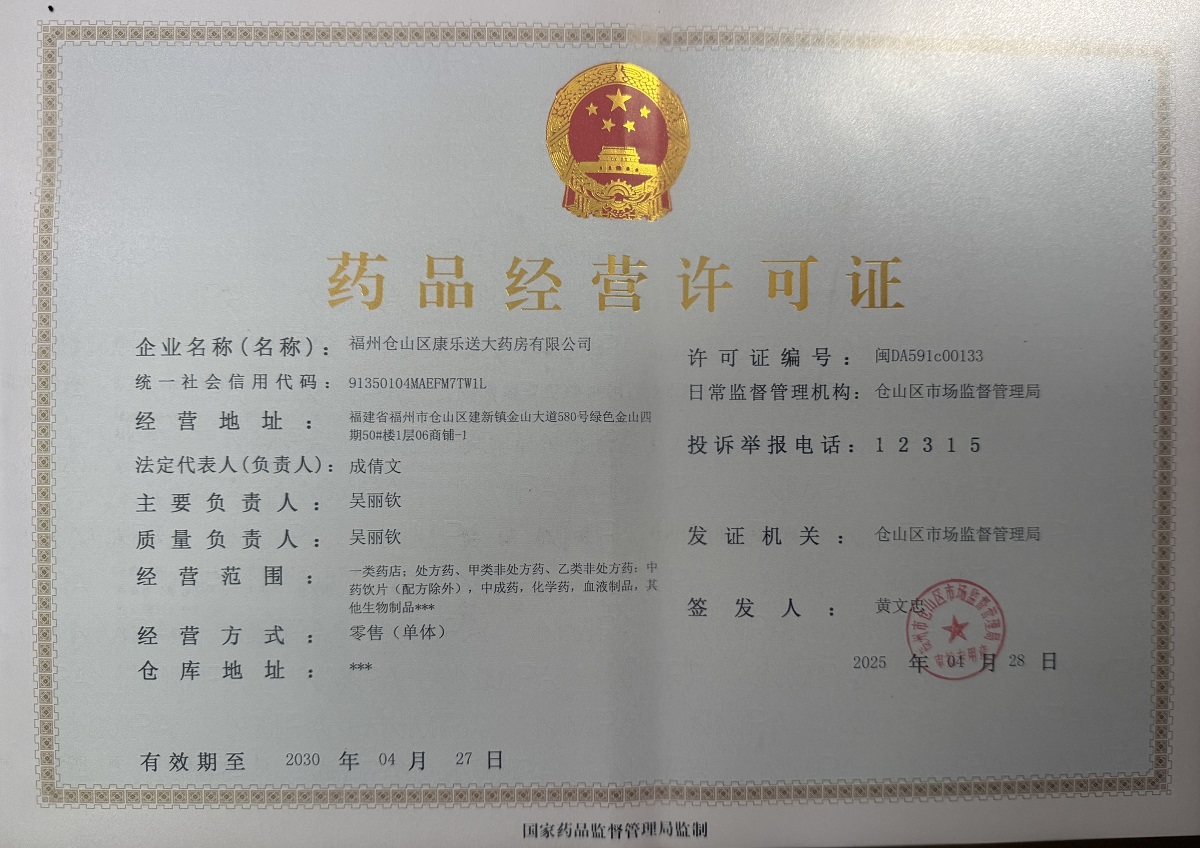 药品经营许可证
企业名称(名称)：福州仓山区康乐送大药房有限公司
统一社会信用代码：91350104MAEFM7TW1L
经营地址：福建省福州市仓山区建新镇金山大道580号绿色金山四
期50#楼1层06商铺-1
法定代表人(负责人)：成倩文
主要负责人：吴丽钦
质量负责人：吴丽钦
经营范围：一类药店；处方药、甲类非处方药、乙类非处方药：中
药饮片（配方除外），中成药，化学药，血液制品，其
他生物制品***
经营方式：零售（单体）
仓库地址：***
有效期至 2030 年 04 月 27 日
许可证编号：闽DA591c00133
日常监督管理机构：仓山区市场监督管理局
投诉举报电话：12315
发证机关：仓山区市场监督管理局
签发人：黄文忠
福州市仓山区市场监督管理局
2025 年 04 月 28 日
国家药品监督管理局监制